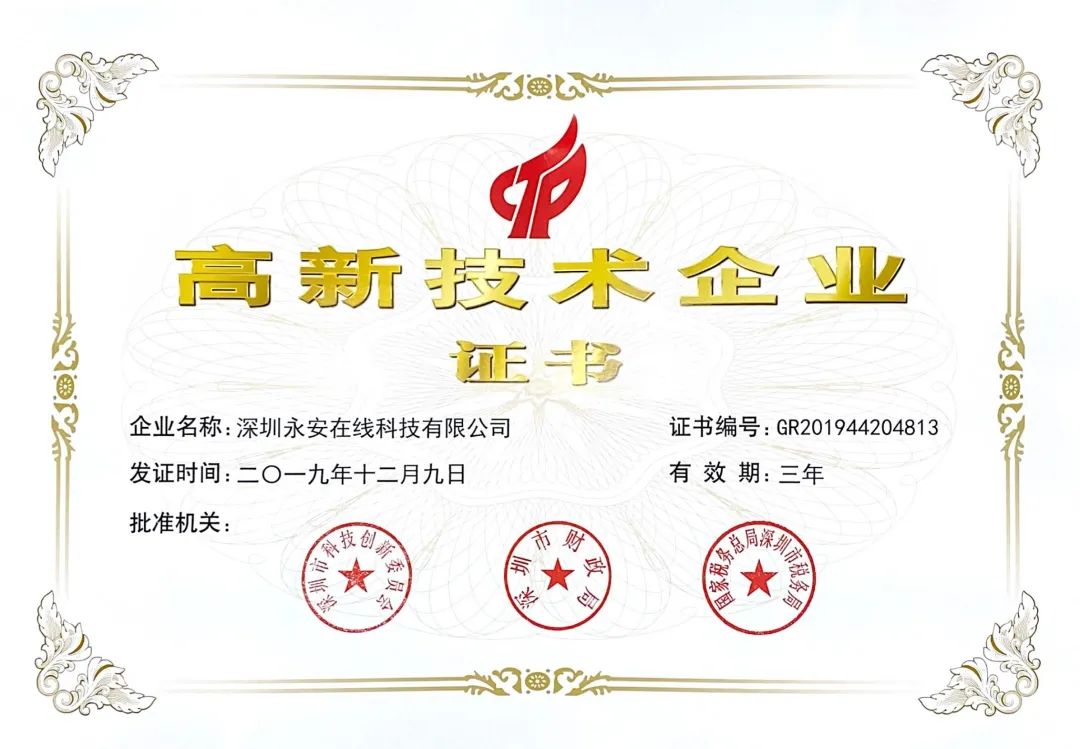 CTP
高新技术企业
证书
企业名称：深圳永安在线科技有限公司
证书编号：GR201944204813
发证时间：二〇一九年十二月九日
有效期：三年
批准机关：
深圳市科技创新委员会
深圳市财政局
国家税务总局深圳市税务局